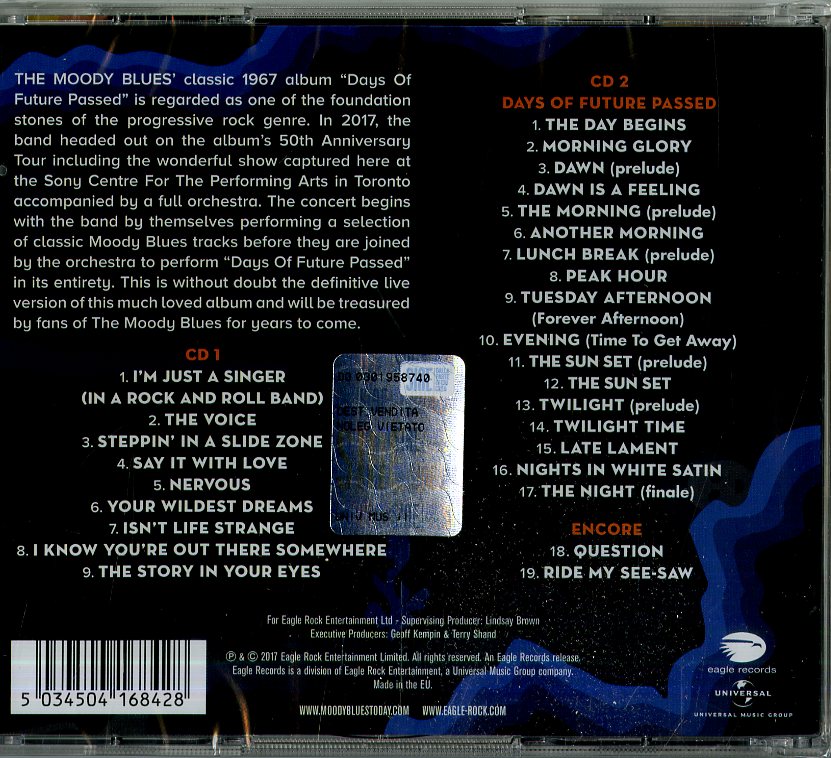 THE MOODY BLUES' classic 1967 album "Days Of
Future Passed" is regarded as one of the foundation
stones of the progressive rock genre. In 2017, the
band headed out on the album's 50th Anniversary
Tour including the wonderful show captured here at
the Sony Centre For The Performing Arts in Toronto
accompanied by a full orchestra. The concert begins
with the band by themselves performing a selection
of classic Moody Blues tracks before they are joined
by the orchestra to perform "Days Of Future Passed"
in its entirety. This is without doubt the definitive live
version of this much loved album and will be treasured
by fans of The Moody Blues for years to come.
CD 1
1. I'M JUST A SINGER
(IN A ROCK AND ROLL BAND)
2. THE VOICE
3. STEPPIN' IN A SLIDE ZONE
4. SAY IT WITH LOVE
5. NERVOUS
6. YOUR WILDEST DREAMS
7. ISN'T LIFE STRANGE
8. I KNOW YOU'RE OUT THERE SOMEWHERE
9. THE STORY IN YOUR EYES
SIAE
0301958740
DEST VENDITA
NOLEG VIETATO
CD 2
DAYS OF FUTURE PASSED
1. THE DAY BEGINS
2. MORNING GLORY
3. DAWN (prelude)
4. DAWN IS A FEELING
5. THE MORNING (prelude)
6. ANOTHER MORNING
7. LUNCH BREAK (prelude)
8. PEAK HOUR
9. TUESDAY AFTERNOON
(Forever Afternoon)
10. EVENING (Time To Get Away)
11. THE SUN SET (prelude)
12. THE SUN SET
13. TWILIGHT (prelude)
14. TWILIGHT TIME
15. LATE LAMENT
16. NIGHTS IN WHITE SATIN
17. THE NIGHT (finale)
ENCORE
18. QUESTION
19. RIDE MY SEE-SAW
For Eagle Rock Entertainment Ltd - Supervising Producer: Lindsay Brown
Executive Producers: Geoff Kempin & Terry Shand
℗ & © 2017 Eagle Rock Entertainment Limited. All rights reserved. An Eagle Records release.
Eagle Records is a division of Eagle Rock Entertainment, a Universal Music Group company.
Made in the EU.
WWW.MOODYBLUESTODAY.COM WWW.EAGLE-ROCK.COM
5 034504 168428
eagle records
UNIVERSAL
UNIVERSAL MUSIC GROUP